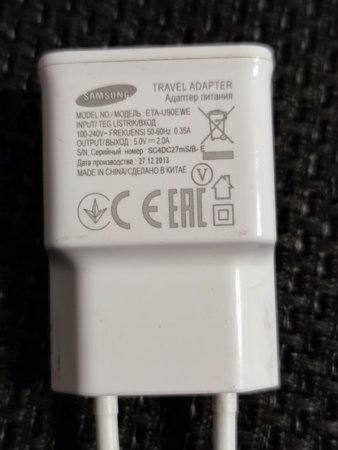 SAMSUNG
TRAVEL ADAPTER
Адаптер питания
MODEL NO./МОДЕЛЬ: ETA-U90EWE
INPUT/ TEG LISTRIK/ВХОД :
100-240V~ FREKUENSI 50-60Hz 0.35A
OUTPUT/ВЫХОД: 5.0V⎓ 2.0A
S/N, Серийный номер SC4DC27mS/B- E
Дата производства : 27.12.2013
MADE IN CHINA/СДЕЛАНО В КИТАЕ
V
CE EAC